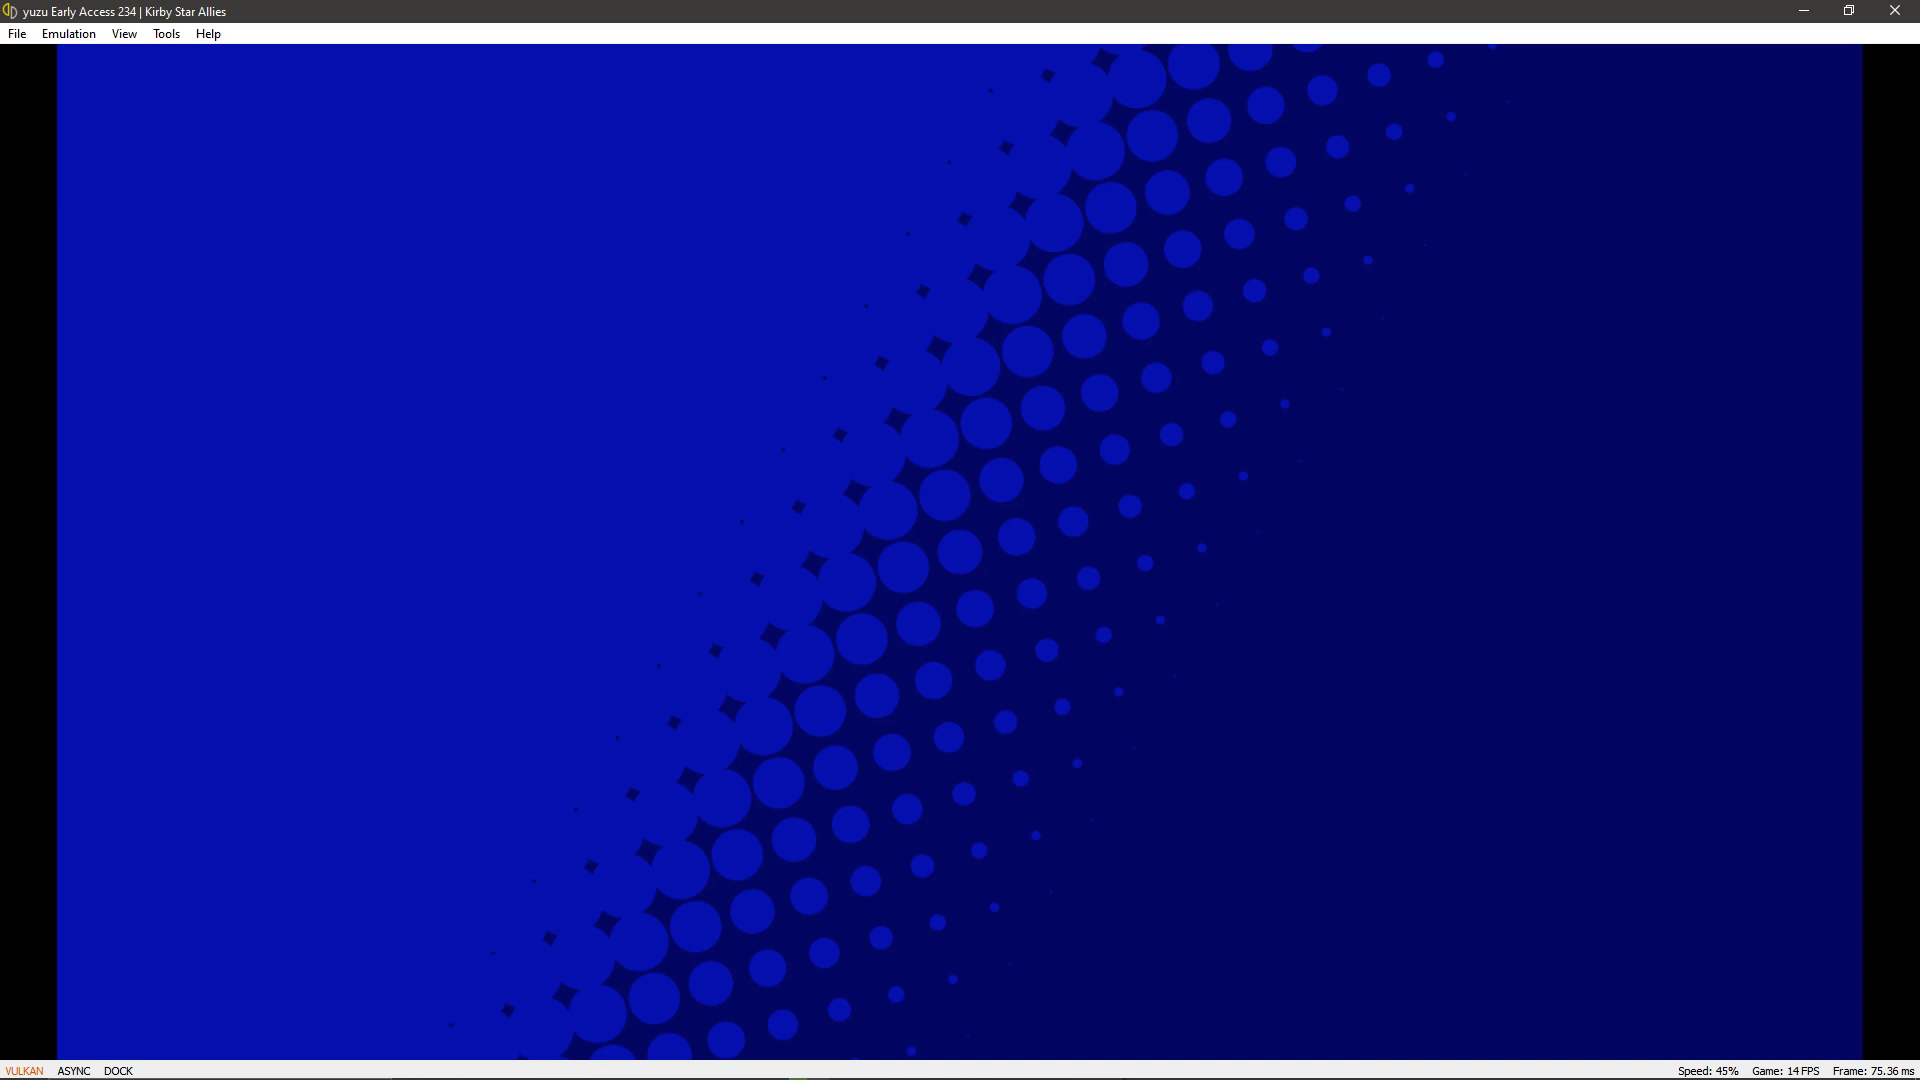 yuzu Early Access 234 | Kirby Star Allies
File Emulation View Tools Help
VULKAN ASYNC DOCK Speed: 45% Game: 14 FPS Frame: 75.36 ms